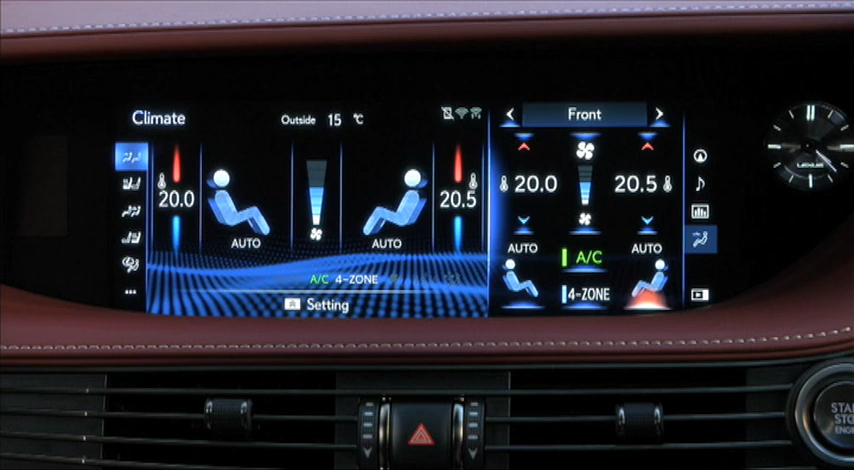 Climate
Outside 15 °C
20.0
AUTO
AUTO
20.5
A/C 4-ZONE
Setting
Front
20.0
20.5
AUTO
AUTO
A/C
4-ZONE
LEXUS